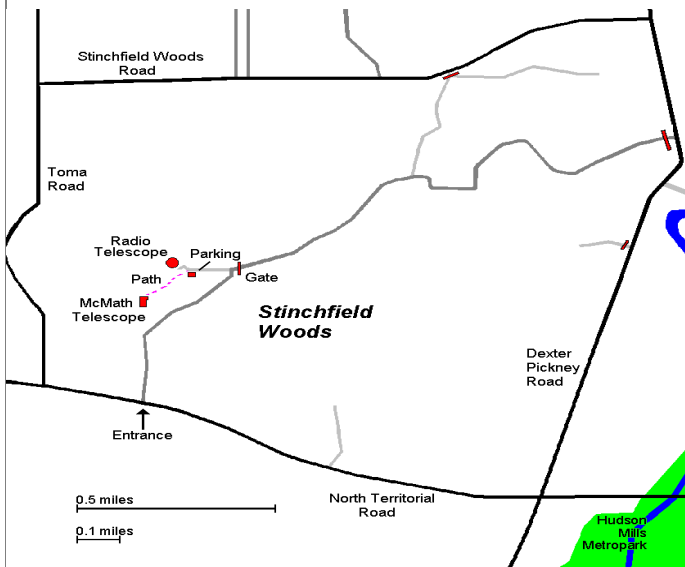 Stinchfield Woods
Road
Toma
Road
Radio
Telescope
Parking
Path
Gate
McMath
Telescope
Stinchfield
Woods
Dexter
Pickney
Road
Entrance
0.5 miles
North Territorial
Road
0.1 miles
Hudson
Mills
Metropark